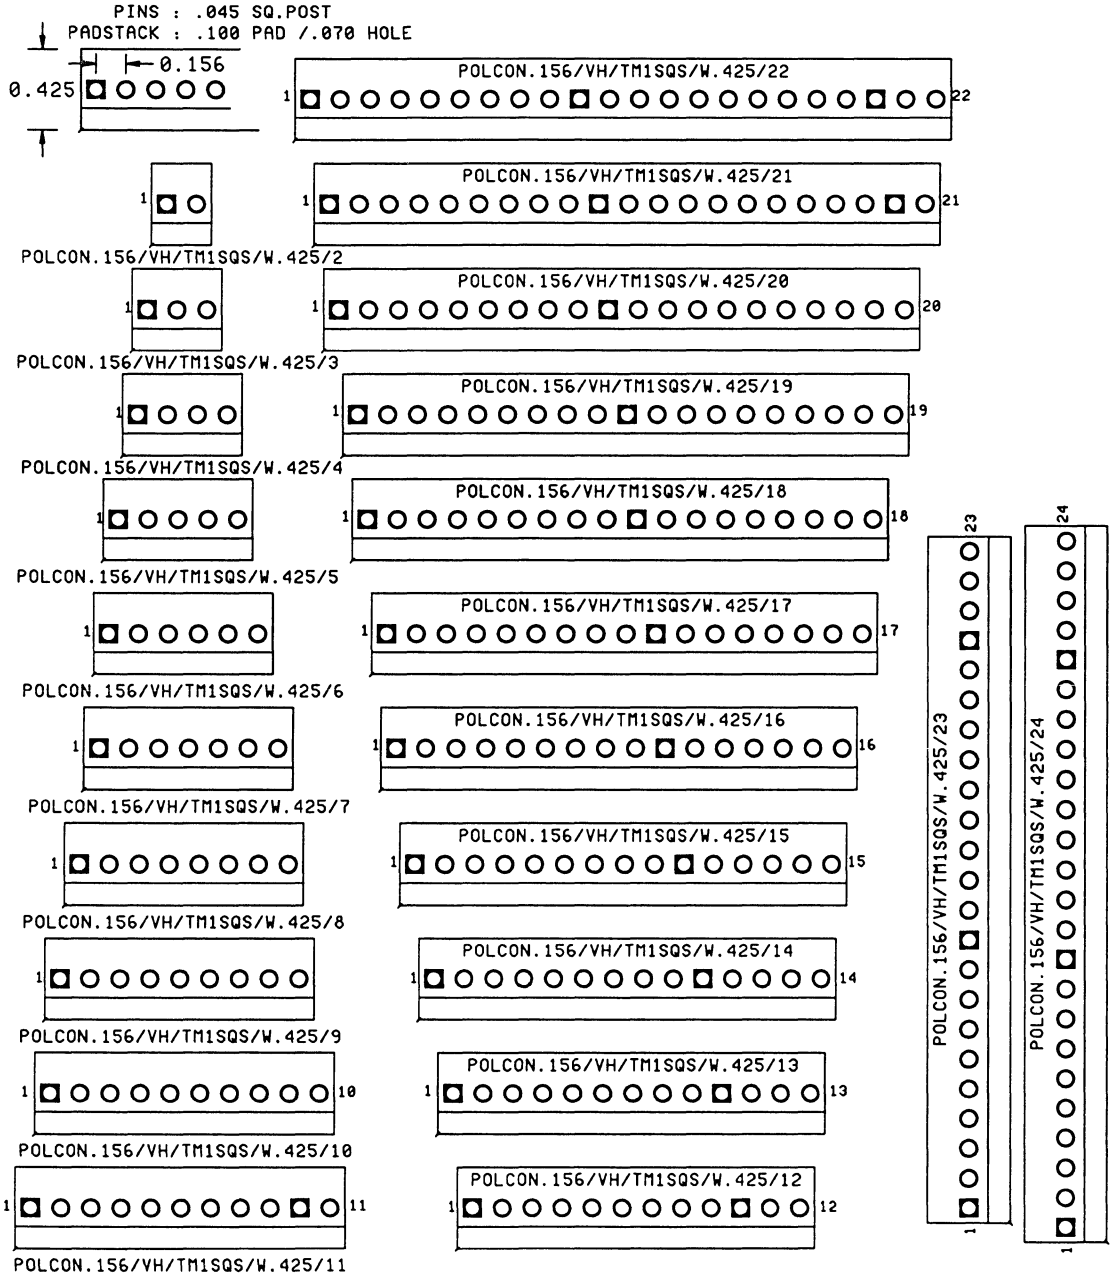 PINS : .045 SQ.POST
PADSTACK : .100 PAD /.070 HOLE
0.156
0.425
POLCON.156/VH/TM1SQS/W.425/22
1
22
1
POLCON.156/VH/TM1SQS/W.425/2
POLCON.156/VH/TM1SQS/W.425/21
1
21
1
POLCON.156/VH/TM1SQS/W.425/3
POLCON.156/VH/TM1SQS/W.425/20
1
20
1
POLCON.156/VH/TM1SQS/W.425/4
POLCON.156/VH/TM1SQS/W.425/19
1
19
1
POLCON.156/VH/TM1SQS/W.425/5
POLCON.156/VH/TM1SQS/W.425/18
1
18
1
POLCON.156/VH/TM1SQS/W.425/6
POLCON.156/VH/TM1SQS/W.425/17
1
17
1
POLCON.156/VH/TM1SQS/W.425/7
POLCON.156/VH/TM1SQS/W.425/16
1
16
1
POLCON.156/VH/TM1SQS/W.425/8
POLCON.156/VH/TM1SQS/W.425/15
1
15
1
POLCON.156/VH/TM1SQS/W.425/9
POLCON.156/VH/TM1SQS/W.425/14
1
14
1
10
POLCON.156/VH/TM1SQS/W.425/10
POLCON.156/VH/TM1SQS/W.425/13
1
13
1
11
POLCON.156/VH/TM1SQS/W.425/11
POLCON.156/VH/TM1SQS/W.425/12
1
12
23
POLCON.156/VH/TM1SQS/W.425/23
1
24
POLCON.156/VH/TM1SQS/W.425/24
1